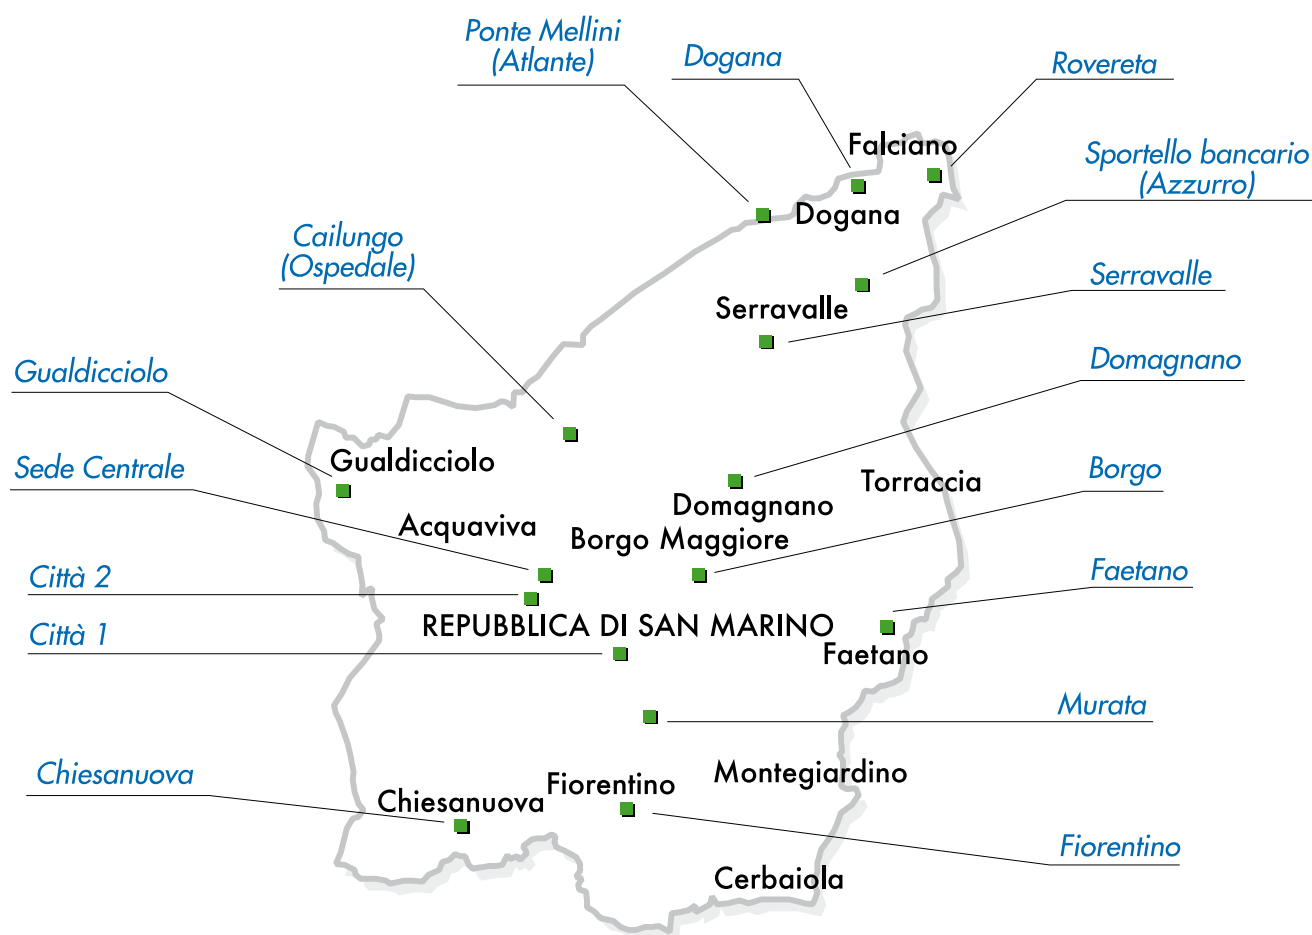 Ponte Mellini
(Atlante)
Dogana
Rovereta
Falciano
Sportello bancario
(Azzurro)
Dogana
Cailungo
(Ospedale)
Serravalle
Serravalle
Gualdicciolo
Domagnano
Gualdicciolo
Sede Centrale
Torraccia
Borgo
Domagnano
Acquaviva
Borgo Maggiore
Città 2
Faetano
REPUBBLICA DI SAN MARINO
Città 1
Faetano
Murata
Chiesanuova
Montegiardino
Fiorentino
Chiesanuova
Fiorentino
Cerbaiola